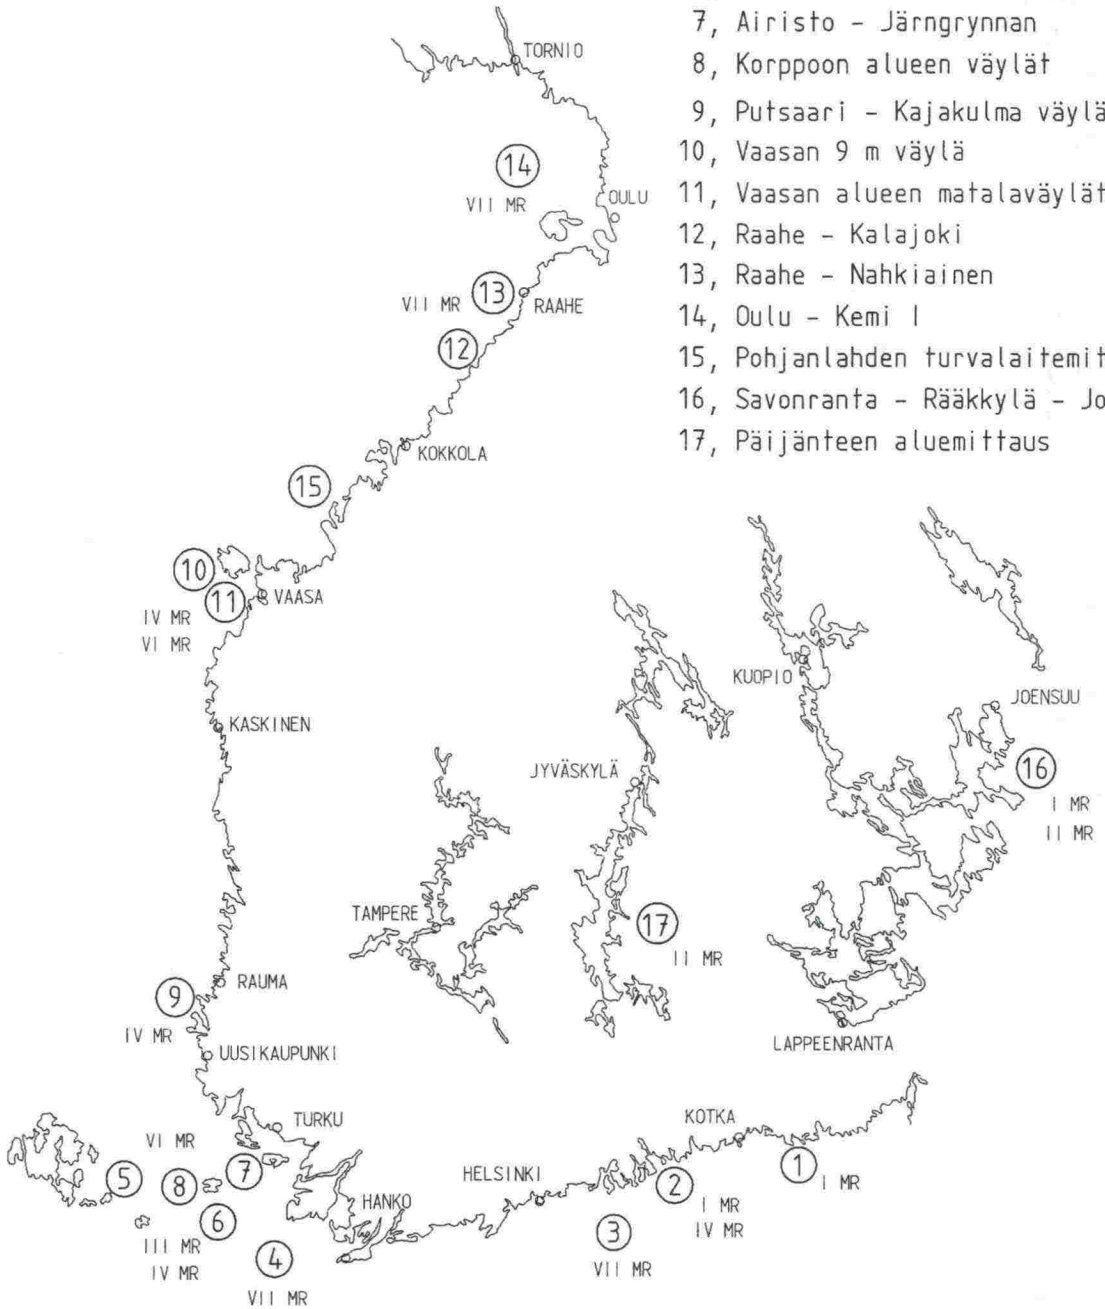 7, Airisto - Järngrynnan
8, Korppoon alueen väylät
9, Putsaari - Kajakulma väylä
10, Vaasan 9 m väylä
11, Vaasan alueen matalaväylät
12, Raahe - Kalajoki
13, Raahe - Nahkiainen
14, Oulu - Kemi I
15, Pohjanlahden turvalaitemit
16, Savonranta - Rääkkylä - Jo
17, Päijänteen aluemittaus
TORNIO
14
VII MR
OULU
13
VII MR
RAAHE
12
KOKKOLA
15
10
11
VAASA
IV MR
VI MR
KUOPIO
JOENSUU
KASKINEN
JYVÄSKYLÄ
16
I MR
II MR
TAMPERE
17
II MR
RAUMA
9
IV MR
LAPPEENRANTA
UUSIKAUPUNKI
TURKU
KOTKA
VI MR
7
5
8
HELSINKI
1
I MR
2
HANKO
I MR
IV MR
6
3
VII MR
III MR
IV MR
4
VII MR